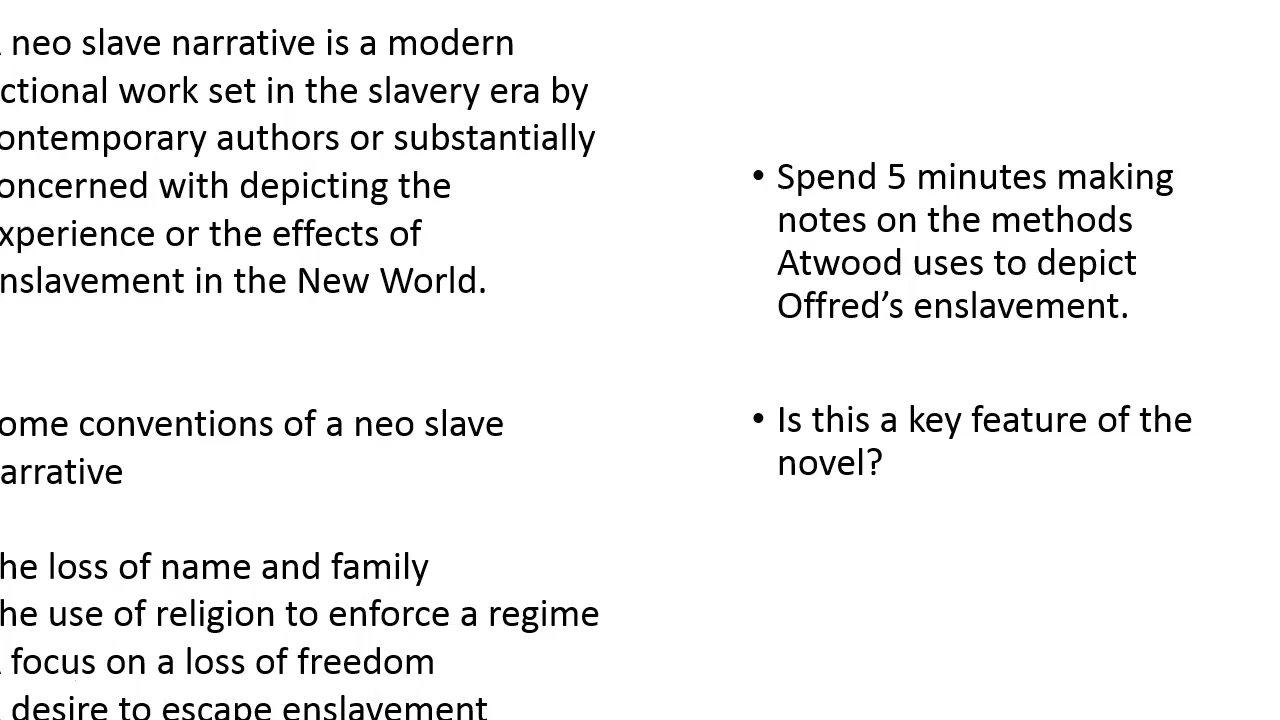 neo slave narrative is a modern
ctional work set in the slavery era by
ontemporary authors or substantially
oncerned with depicting the
xperience or the effects of
nslavement in the New World.
ome conventions of a neo slave
arrative
he loss of name and family
he use of religion to enforce a regime
focus on a loss of freedom
desire to escape enslavement
• Spend 5 minutes making
notes on the methods
Atwood uses to depict
Offred’s enslavement.
• Is this a key feature of the
novel?